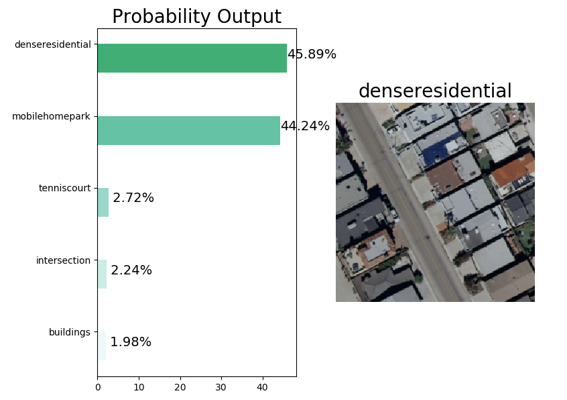 Probability Output
denseresidential
45.89%
mobilehomepark
44.24%
tenniscourt
2.72%
intersection
2.24%
buildings
1.98%
0 10 20 30 40
denseresidential